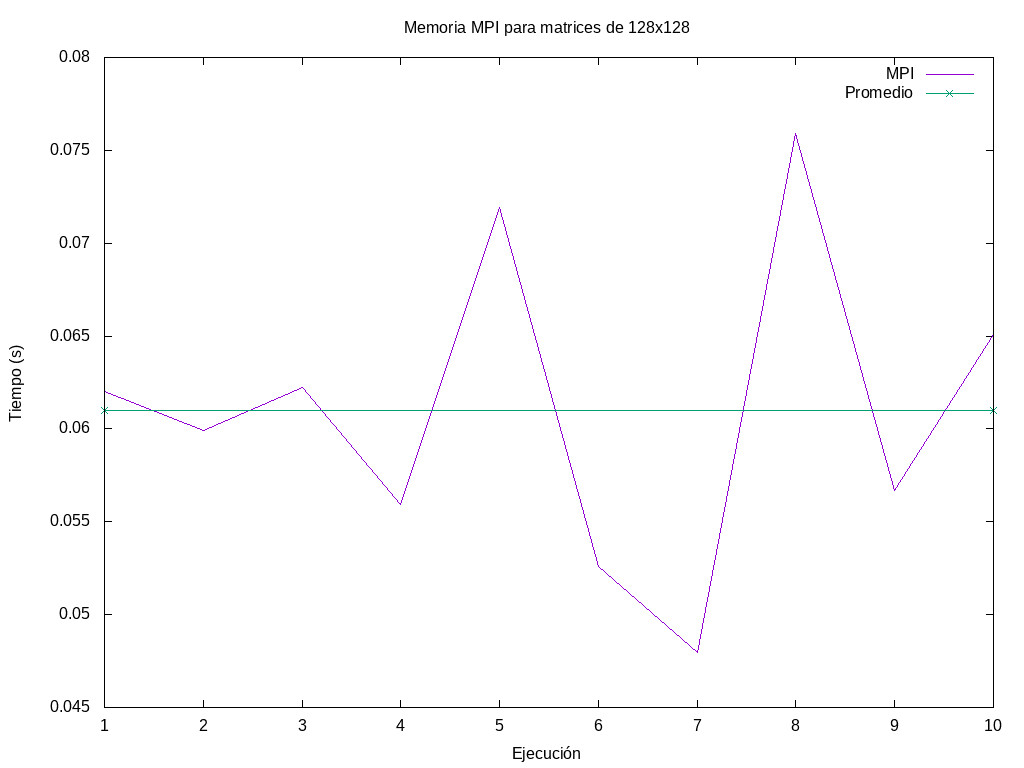 Memoria MPI para matrices de 128x128
MPI
Promedio
0.08
0.075
0.07
0.065
0.06
0.055
0.05
0.045
Tiempo (s)
1 2 3 4 5 6 7 8 9 10
Ejecución